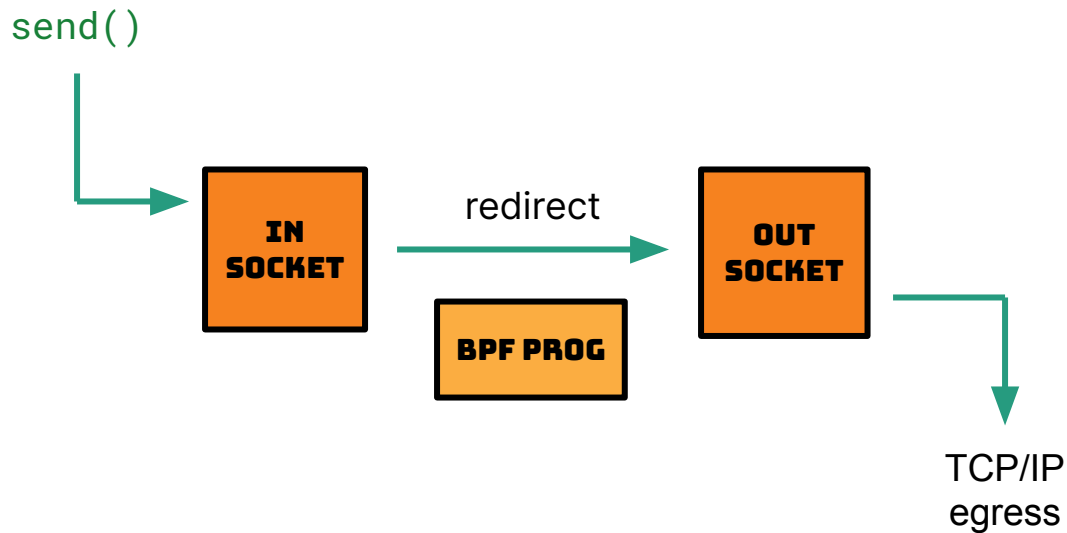 send()
redirect
IN
SOCKET
OUT
SOCKET
BPF PROG
TCP/IP
egress